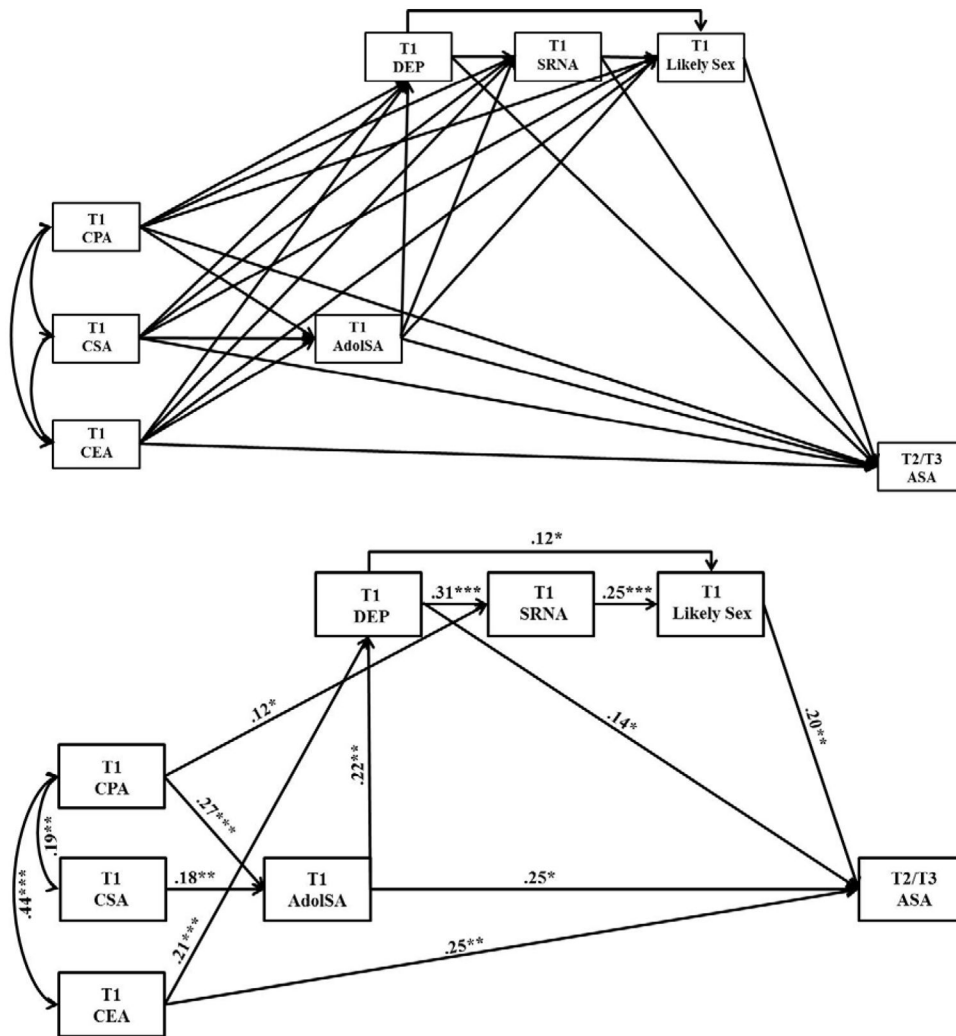 T1
DEP
T1
SRNA
T1
Likely Sex
T1
CPA
T1
CSA
T1
AdolSA
T1
CEA
T2/T3
ASA
.12*
T1
DEP
.31***
T1
SRNA
.25***
T1
Likely Sex
.12*
.14*
.20**
.22**
T1
CPA
.27***
.19**
.44***
T1
CSA
.18**
T1
AdolSA
.25*
T2/T3
ASA
.21***
.25**
T1
CEA